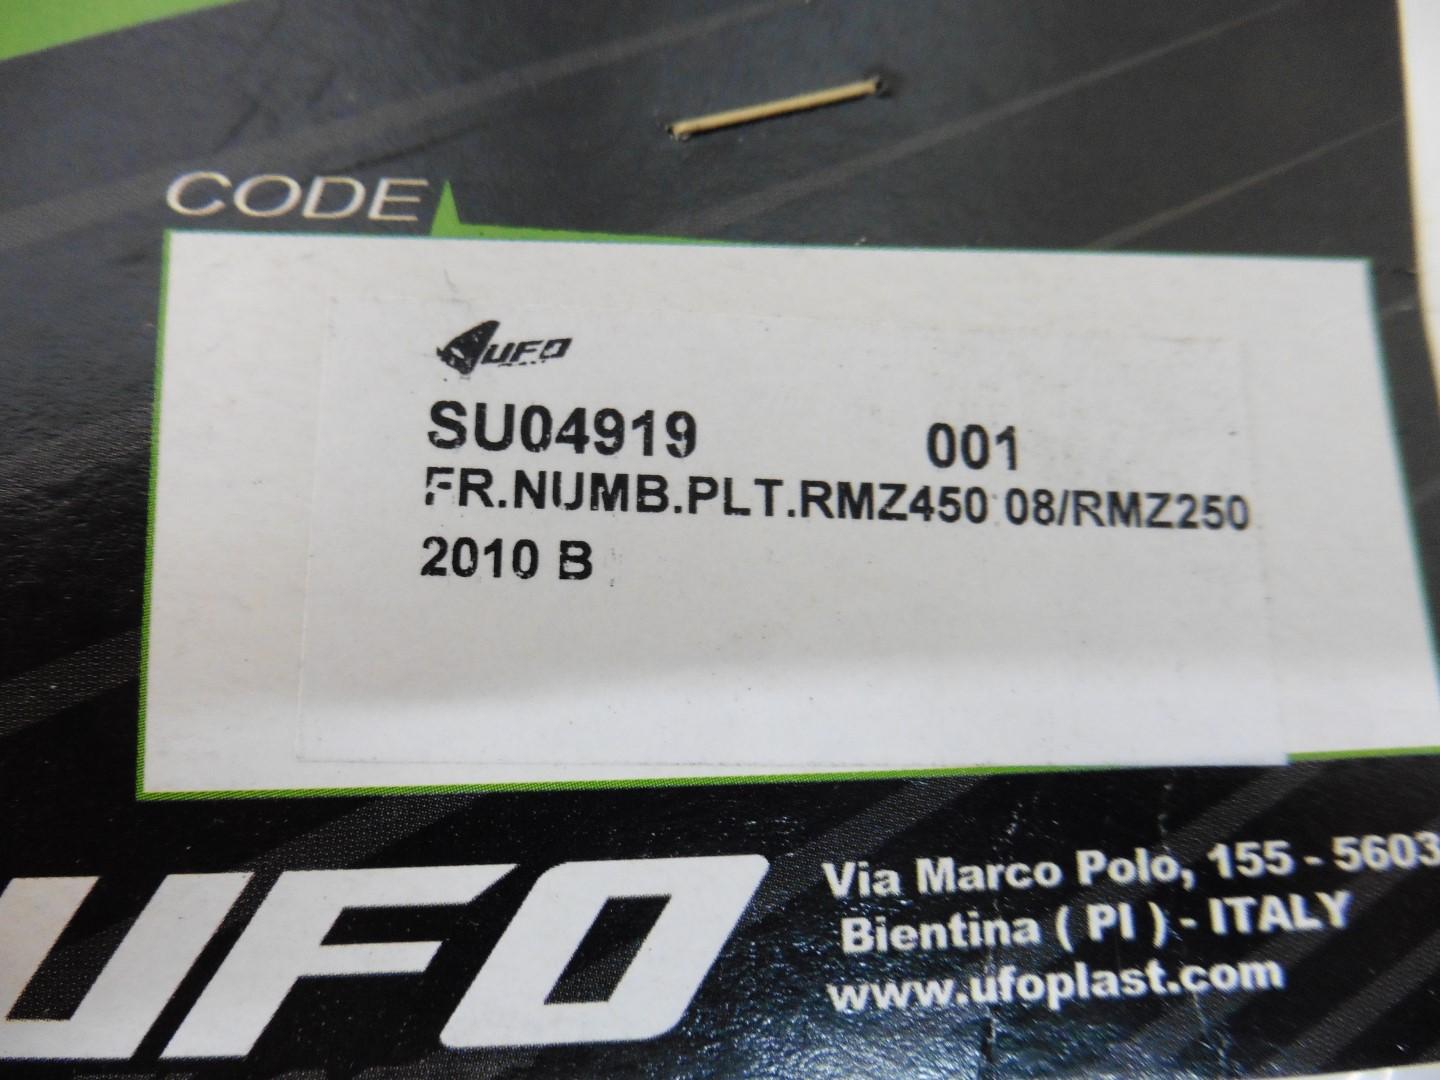 CODE
UFO
SU04919 001
FR.NUMB.PLT.RMZ450 08/RMZ250
2010 B
UFO
Via Marco Polo, 155 - 5603
Bientina ( PI ) - ITALY
www.ufoplast.com